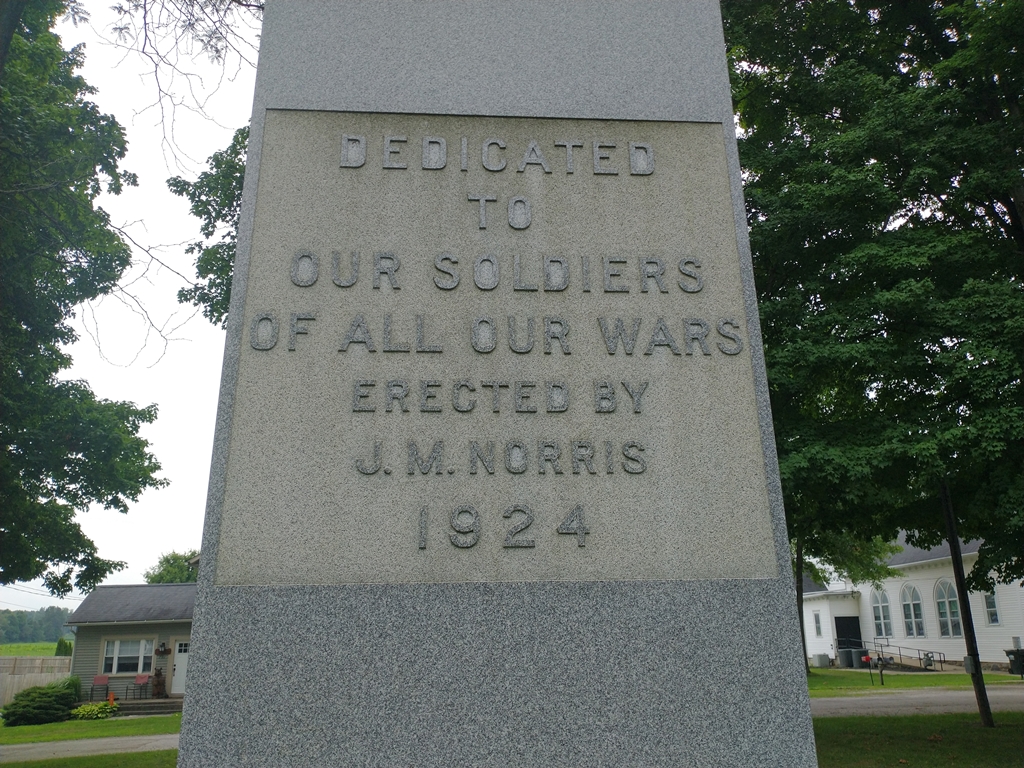 DEDICATED
TO
OUR SOLDIERS
OF ALL OUR WARS
ERECTED BY
J. M. NORRIS
1924